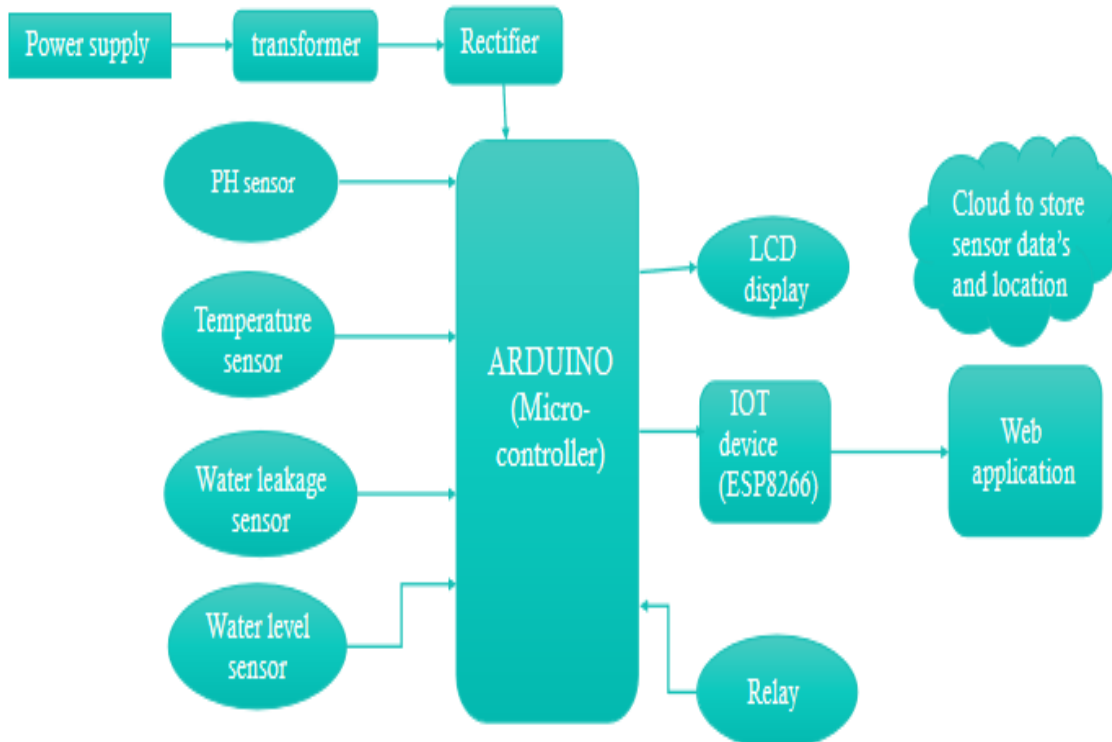 Power supply
transformer
Rectifier
PH sensor
Temperature
sensor
Water leakage
sensor
Water level
sensor
ARDUINO
(Micro-
controller)
LCD
display
IOT
device
(ESP8266)
Relay
Cloud to store
sensor data's
and location
Web
application